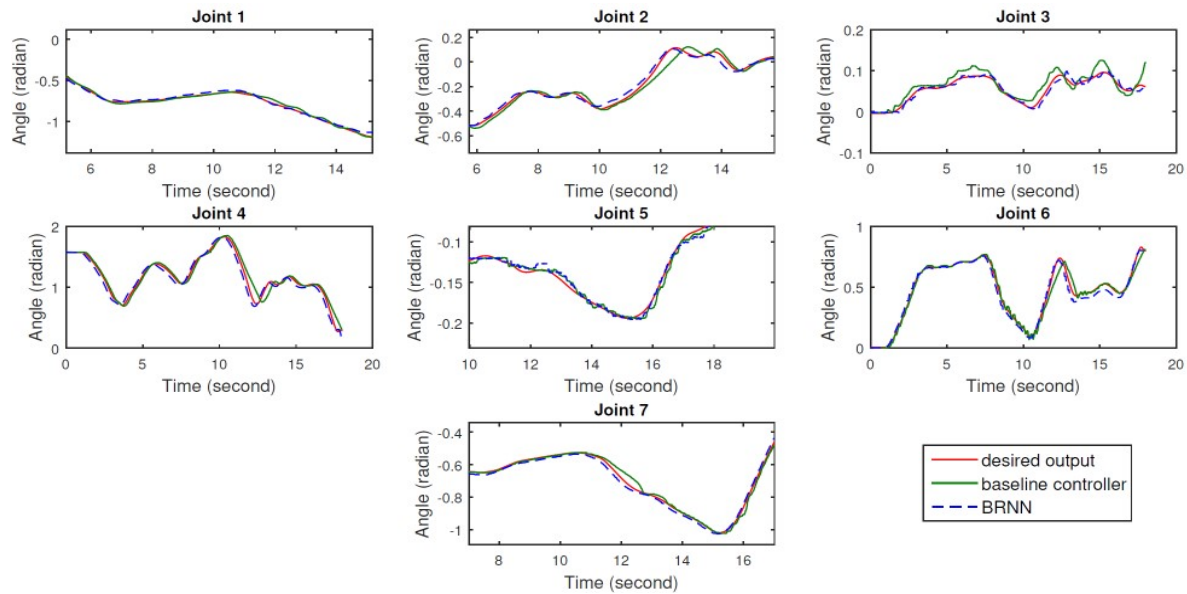 Joint 1
0
-0.5
-1
Angle (radian)
6 8 10 12 14
Time (second)
Joint 2
0.2
0
-0.2
-0.4
-0.6
Angle (radian)
6 8 10 12 14
Time (second)
Joint 3
0.2
0.1
0
-0.1
Angle (radian)
0 5 10 15 20
Time (second)
Joint 4
2
1
0
Angle (radian)
0 5 10 15 20
Time (second)
Joint 5
-0.1
-0.15
-0.2
Angle (radian)
10 12 14 16 18
Time (second)
Joint 6
1
0.5
0
Angle (radian)
0 5 10 15 20
Time (second)
Joint 7
-0.4
-0.6
-0.8
-1
Angle (radian)
8 10 12 14 16
Time (second)
desired output
baseline controller
BRNN